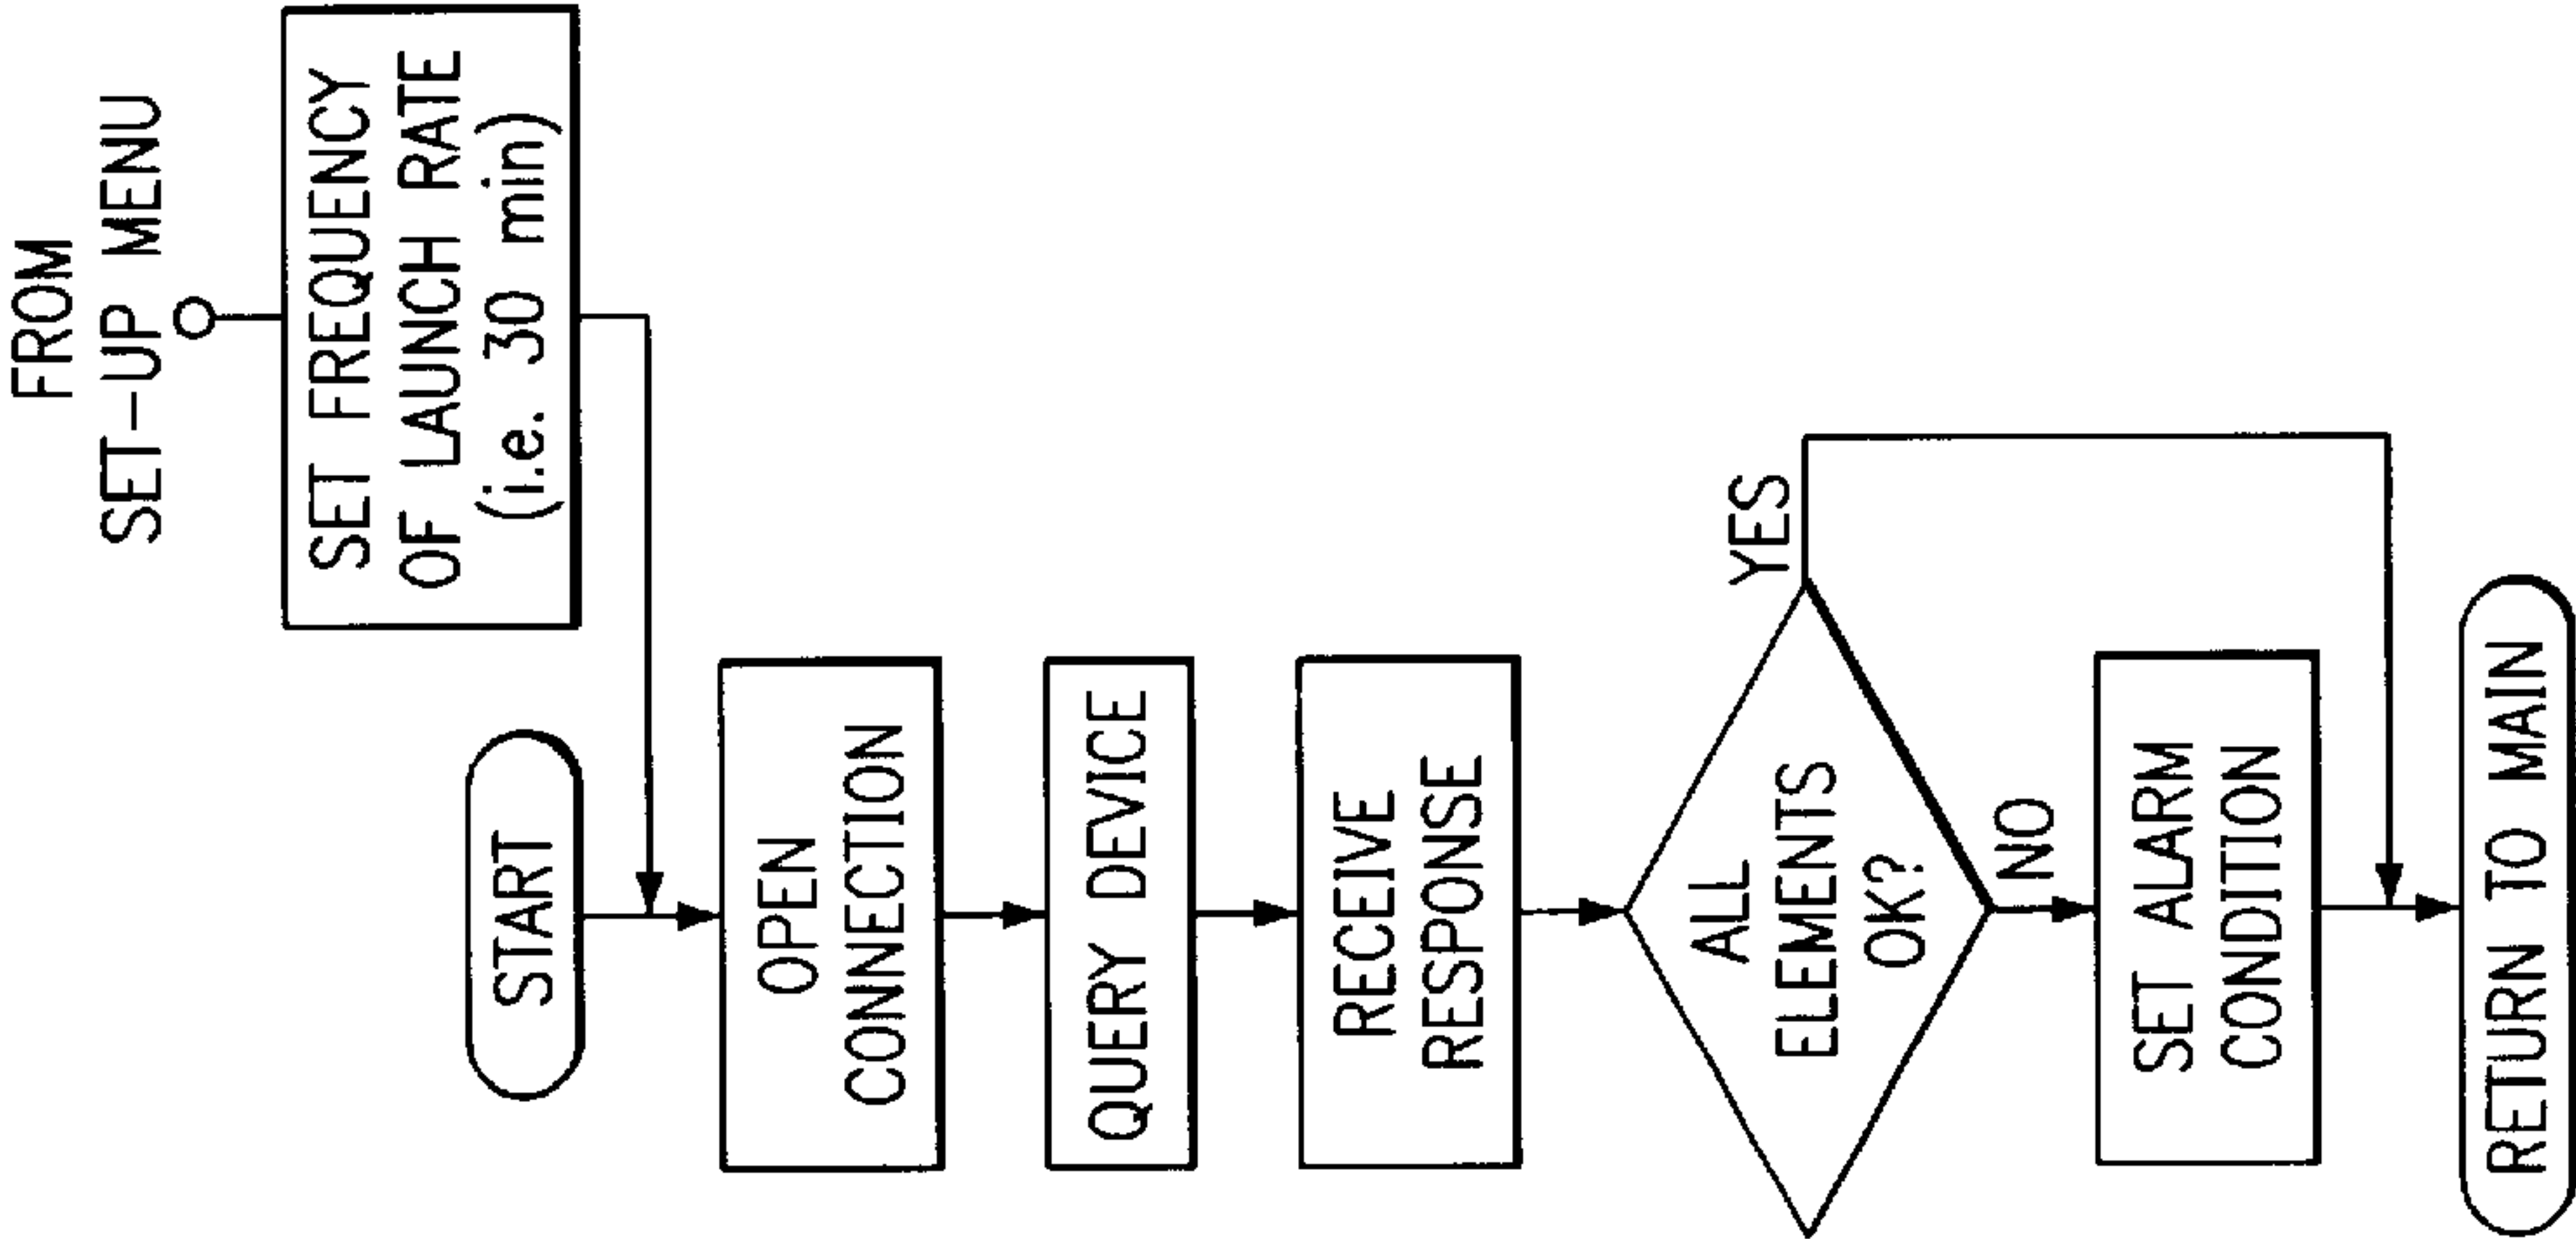 FROM
SET-UP MENU
SET FREQUENCY
OF LAUNCH RATE
(i.e. 30 min)
START
OPEN
CONNECTION
QUERY DEVICE
RECEIVE
RESPONSE
ALL
ELEMENTS
OK?
YES
NO
SET ALARM
CONDITION
RETURN TO MAIN